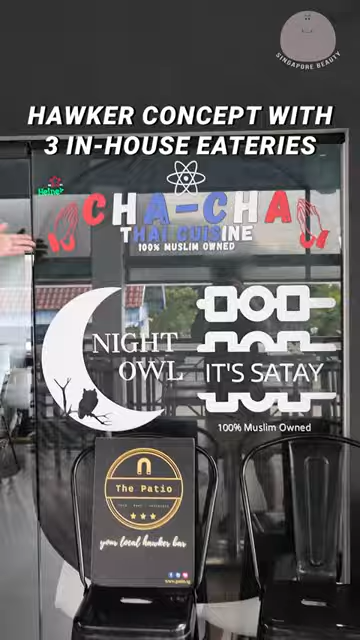 SINGAPORE BEAUTY
HAWKER CONCEPT WITH
3 IN-HOUSE EATERIES
CHA-CHA
THAI CUISINE
100% MUSLIM OWNED
NIGHT
OWL
IT'S SATAY
100% Muslim Owned
The Patio
your local hawker bar